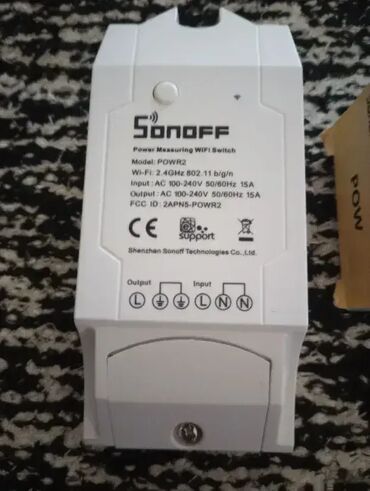 SONOFF
Power Measuring WiFi Switch
Model: POWR2
Wi-Fi: 2.4GHz 802.11 b/g/n
Input: AC 100-240V 50/60Hz 15A
Output: AC 100-240V 50/60Hz 15A
FCC ID: 2APN5-POWR2
CE
support
Shenzhen Sonoff Technologies Co.,Ltd.
Output Input
L L N N
POW